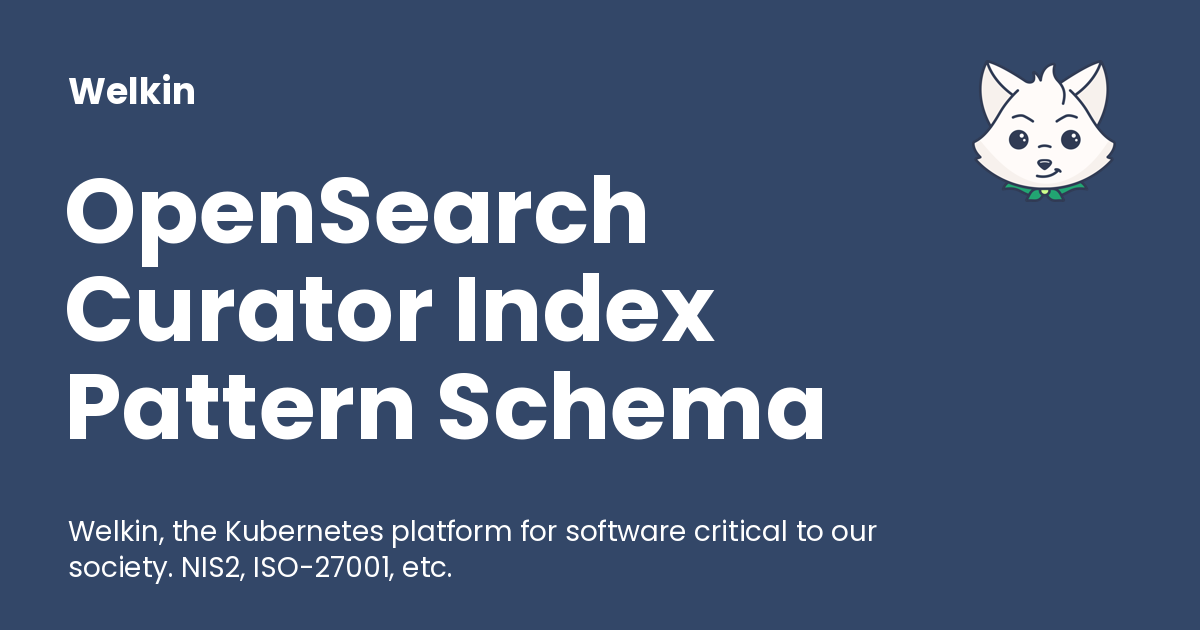 Welkin
OpenSearch
Curator Index
Pattern Schema
Welkin, the Kubernetes platform for software critical to our
society. NIS2, ISO-27001, etc.